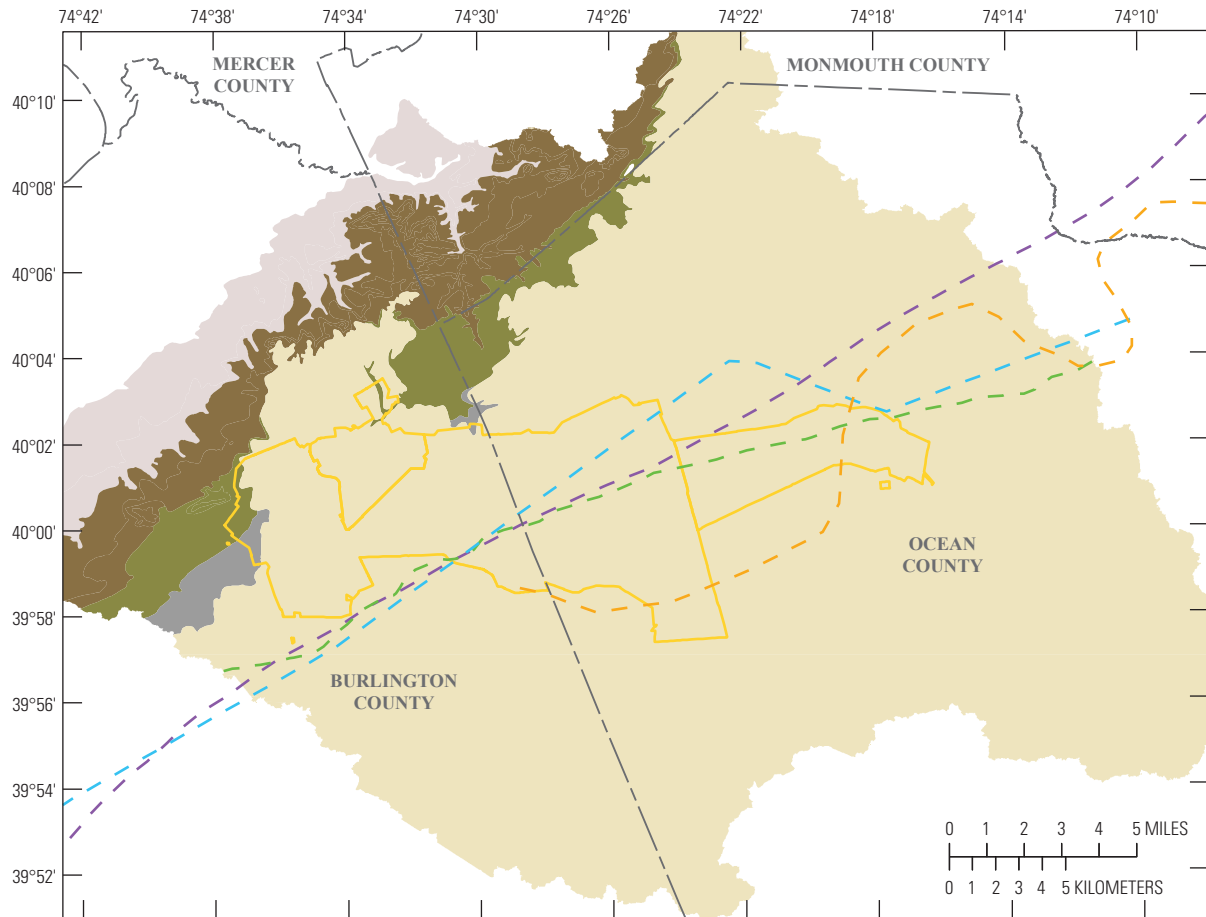 74°42' 74°38' 74°34' 74°30' 74°26' 74°22' 74°18' 74°14' 74°10'
MERCER
COUNTY
MONMOUTH COUNTY
40°10'
40°08'
40°06'
40°04'
40°02'
40°00'
39°58'
39°56'
39°54'
39°52'
OCEAN
COUNTY
BURLINGTON
COUNTY
0 1 2 3 4 5 MILES
0 1 2 3 4 5 KILOMETERS